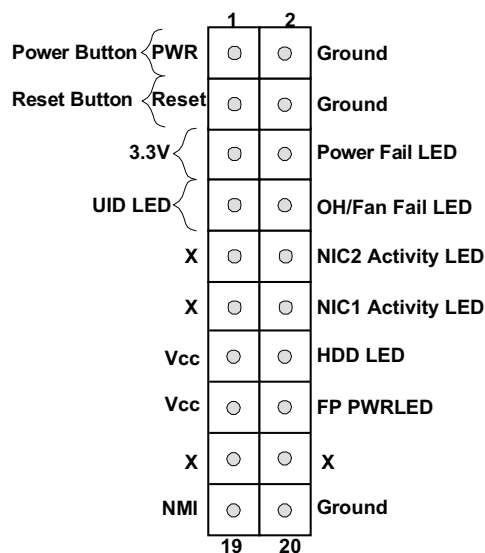 1 2
Power Button PWR Ground
Reset Button Reset Ground
3.3V Power Fail LED
UID LED OH/Fan Fail LED
X NIC2 Activity LED
X NIC1 Activity LED
Vcc HDD LED
Vcc FP PWRLED
X X
NMI Ground
19 20